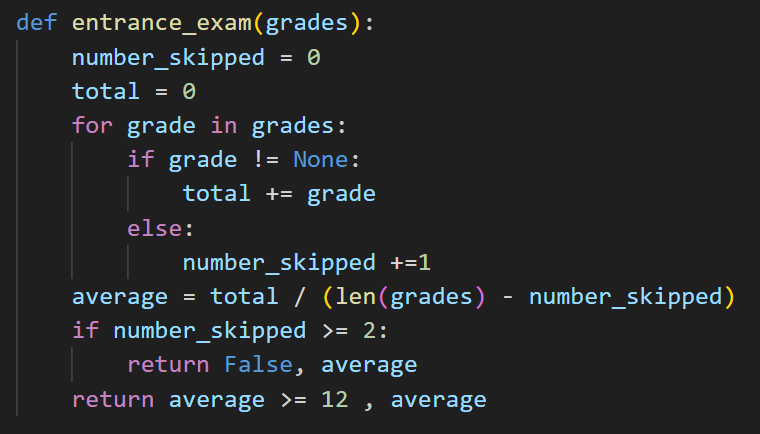 def entrance_exam(grades):
    number_skipped = 0
    total = 0
    for grade in grades:
        if grade != None:
            total += grade
        else:
            number_skipped +=1
    average = total / (len(grades) - number_skipped)
    if number_skipped >= 2:
        return False, average
    return average >= 12 , average